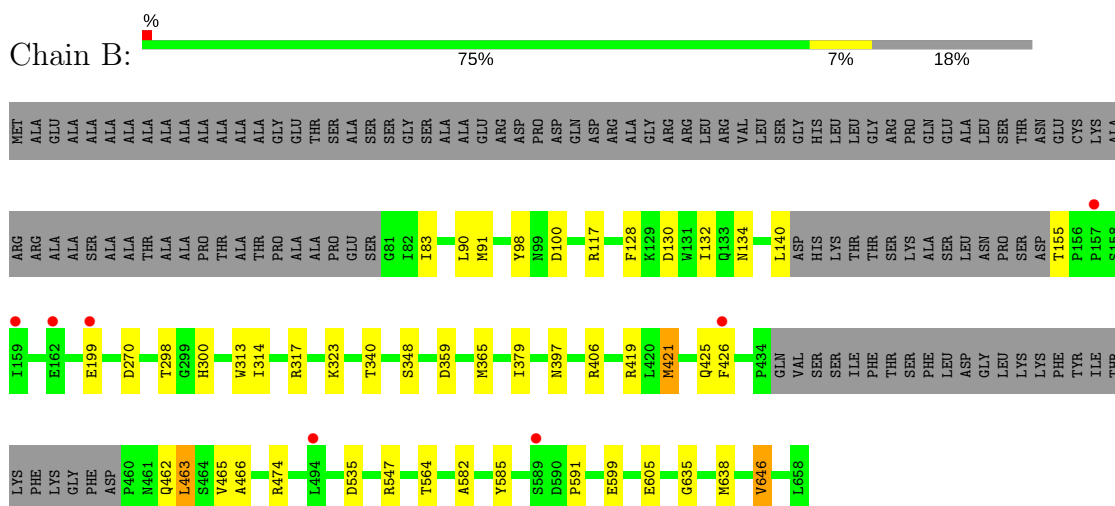 Chain B:
%
75% 7% 18%
MET ALA GLU ALA ALA ALA ALA ALA ALA ALA ALA ALA ALA GLY GLU THR SER ALA SER SER GLY SER ALA ALA GLU ARG ASP PRO ASP GLN ASP ARG ALA GLY ARG ARG LEU ARG VAL LEU SER GLY HIS LEU LEU GLY ARG PRO GLN GLU ALA LEU SER THR ASN GLU CYS LYS ALA
ARG ARG ALA ALA SER ALA ALA THR ALA ALA PRO THR ALA THR PRO ALA ALA PRO GLU SER G81 I82 I83 L90 M91 Y98 N99 D100 R117 F128 K129 D130 W131 I132 Q133 N134 L140 ASP HIS LYS THR THR SER LYS ALA SER LEU ASN PRO SER ASP T155 P156 P157 S158
I159 E162 E199 D270 T298 G299 H300 W313 I314 R317 K323 T340 S348 D359 M365 I379 N397 R406 R419 L420 M421 Q425 F426 P434 GLN VAL SER SER ILE PHE THR SER PHE LEU ASP GLY LEU LYS LYS PHE TYR ILE THR
LYS PHE LYS GLY PHE ASP P460 N461 Q462 L463 S464 V465 A466 R474 L494 D535 R547 T564 A582 Y585 S589 D590 P591 E599 E605 G635 M638 V646 L658